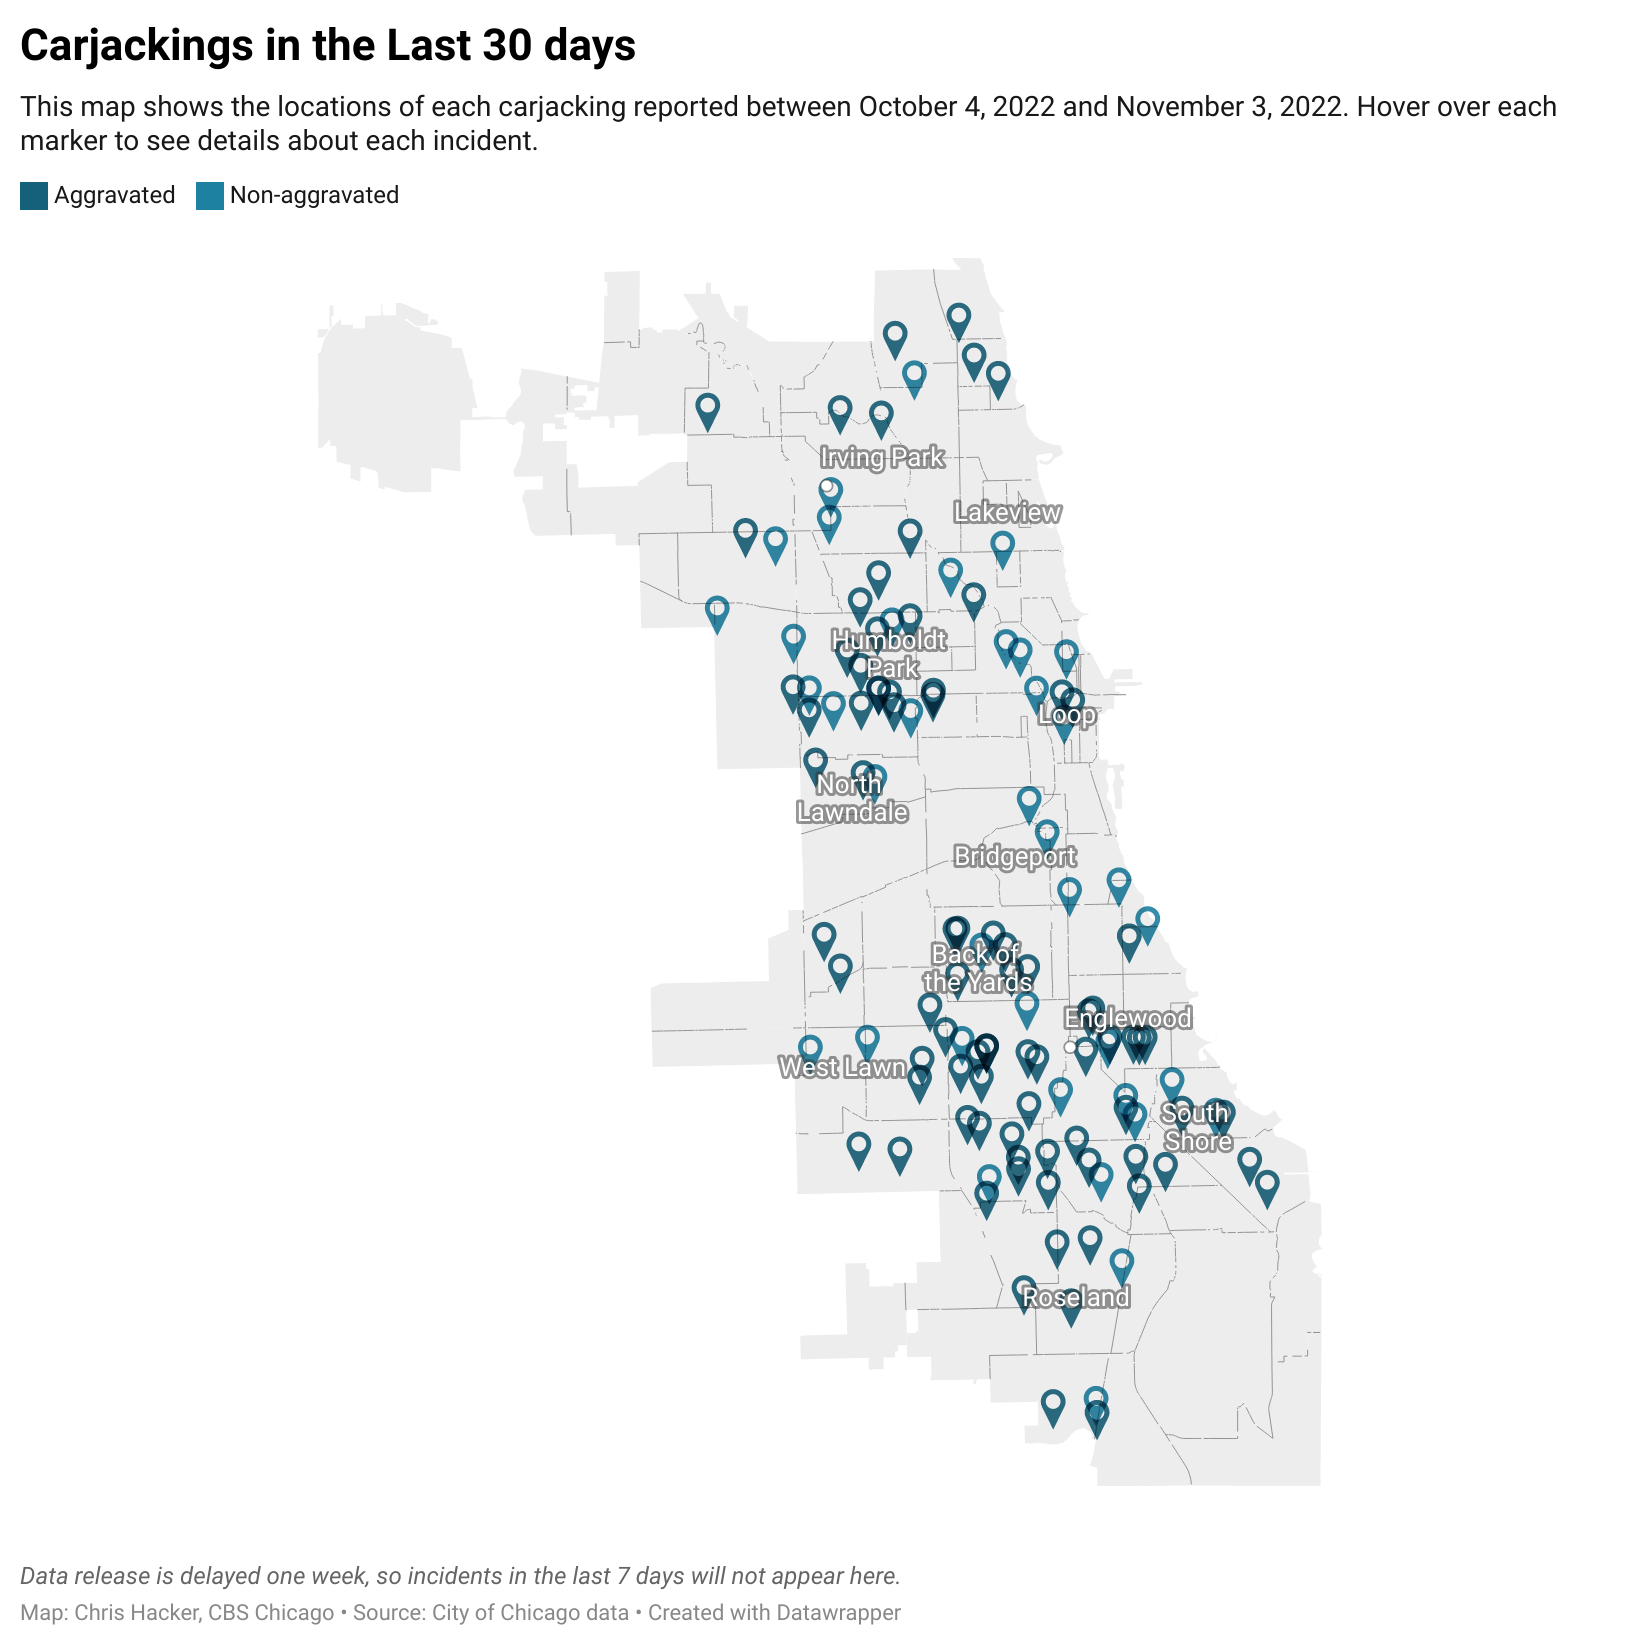 Carjackings in the Last 30 days
This map shows the locations of each carjacking reported between October 4, 2022 and November 3, 2022. Hover over each
marker to see details about each incident.
Aggravated Non-aggravated
Irving Park
Lakeview
Humboldt
Park
Loop
North
Lawndale
Bridgeport
Back of
the Yards
Englewood
West Lawn
South
Shore
Roseland
Data release is delayed one week, so incidents in the last 7 days will not appear here.
Map: Chris Hacker, CBS Chicago • Source: City of Chicago data • Created with Datawrapper